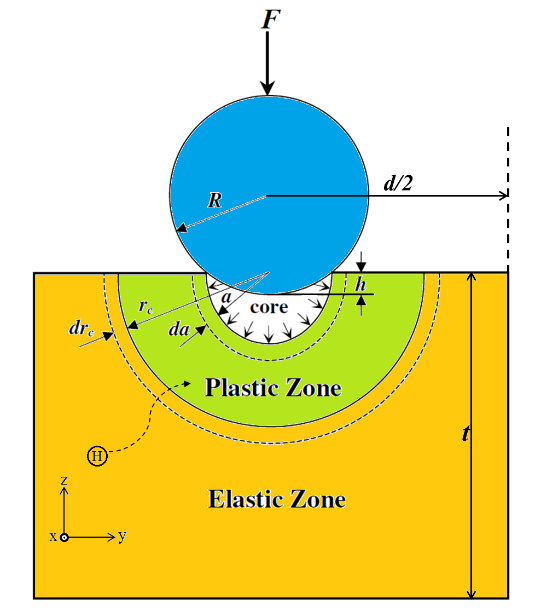 F
d/2
R
h
a
core
r_c
dr_c
da
Plastic Zone
t
H
Elastic Zone
z
x
y